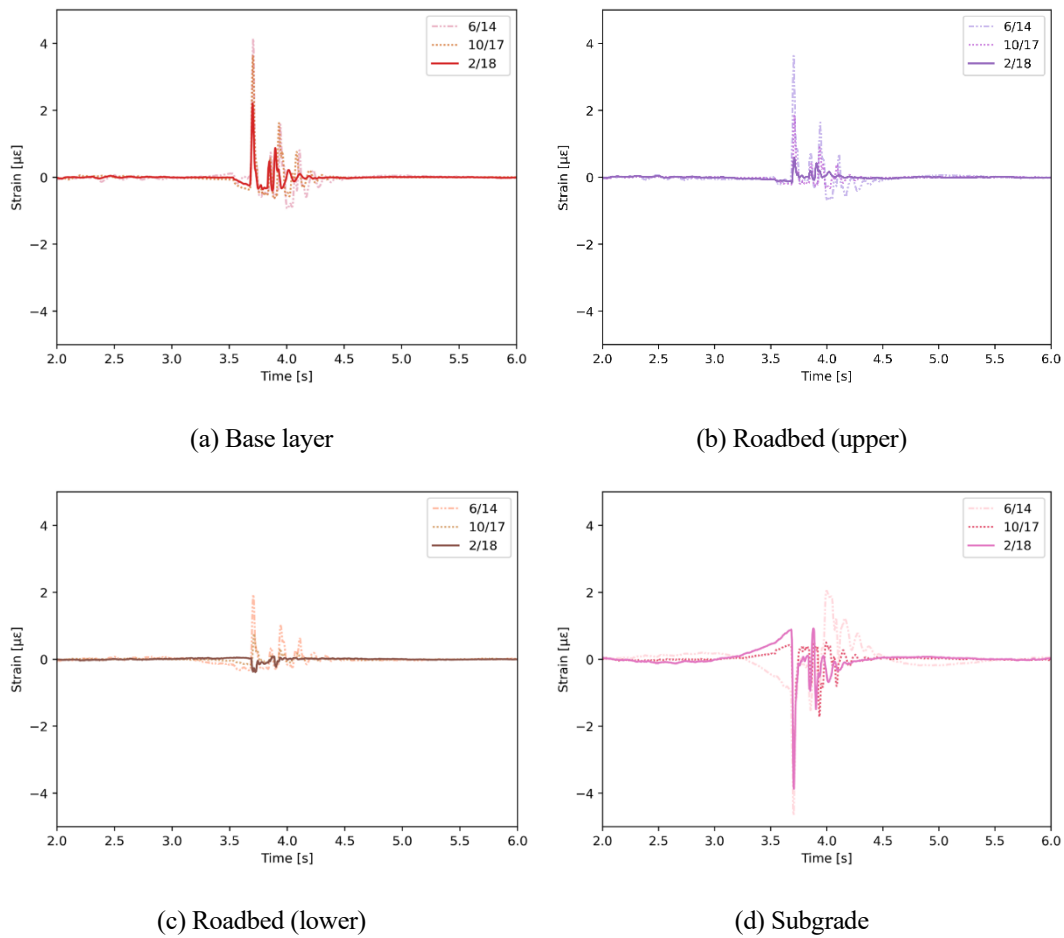 6/14
10/17
2/18
4
2
0
−2
−4
Strain [με]
2.0 2.5 3.0 3.5 4.0 4.5 5.0 5.5 6.0
Time [s]
(a) Base layer
6/14
10/17
2/18
4
2
0
−2
−4
Strain [με]
2.0 2.5 3.0 3.5 4.0 4.5 5.0 5.5 6.0
Time [s]
(b) Roadbed (upper)
6/14
10/17
2/18
4
2
0
−2
−4
Strain [με]
2.0 2.5 3.0 3.5 4.0 4.5 5.0 5.5 6.0
Time [s]
(c) Roadbed (lower)
6/14
10/17
2/18
4
2
0
−2
−4
Strain [με]
2.0 2.5 3.0 3.5 4.0 4.5 5.0 5.5 6.0
Time [s]
(d) Subgrade